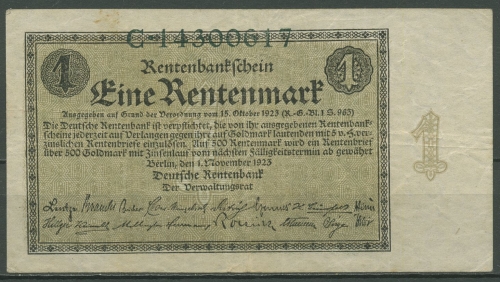 C·14300617
1 Rentenbankschein 1
Eine Rentenmark
Ausgegeben auf Grund der Verordnung vom 15. Oktober 1923 (R.-G.-Bl. I S. 963)
Die Deutsche Rentenbank ist verpflichtet, die von ihr ausgegebenen Rentenbank-
scheine jederzeit auf Verlangen gegen ihre auf Goldmark lautenden mit 5 v. H. ver-
zinslichen Rentenbriefe einzulösen. Auf 500 Rentenmark wird ein Rentenbrief
über 500 Goldmark mit Zinsenlauf vom nächsten Fälligkeitstermin ab gewährt
Berlin, den 1. November 1923
Deutsche Rentenbank
Der Verwaltungsrat
1